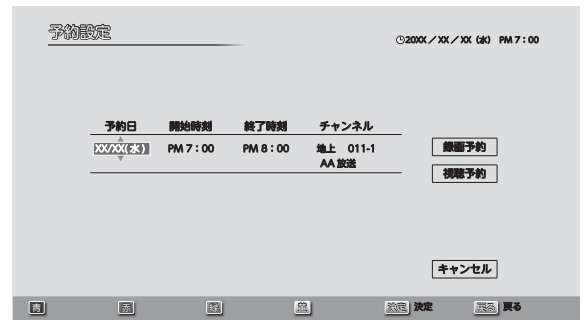 予約設定
20XX/XX/XX (水) PM 7:00
予約日 開始時刻 終了時刻 チャンネル
XX/XX(水) PM 7:00 PM 8:00 地上 011-1
AA 放送
録画予約
視聴予約
キャンセル
青 赤 緑 黄 決定 決定 戻る 戻る